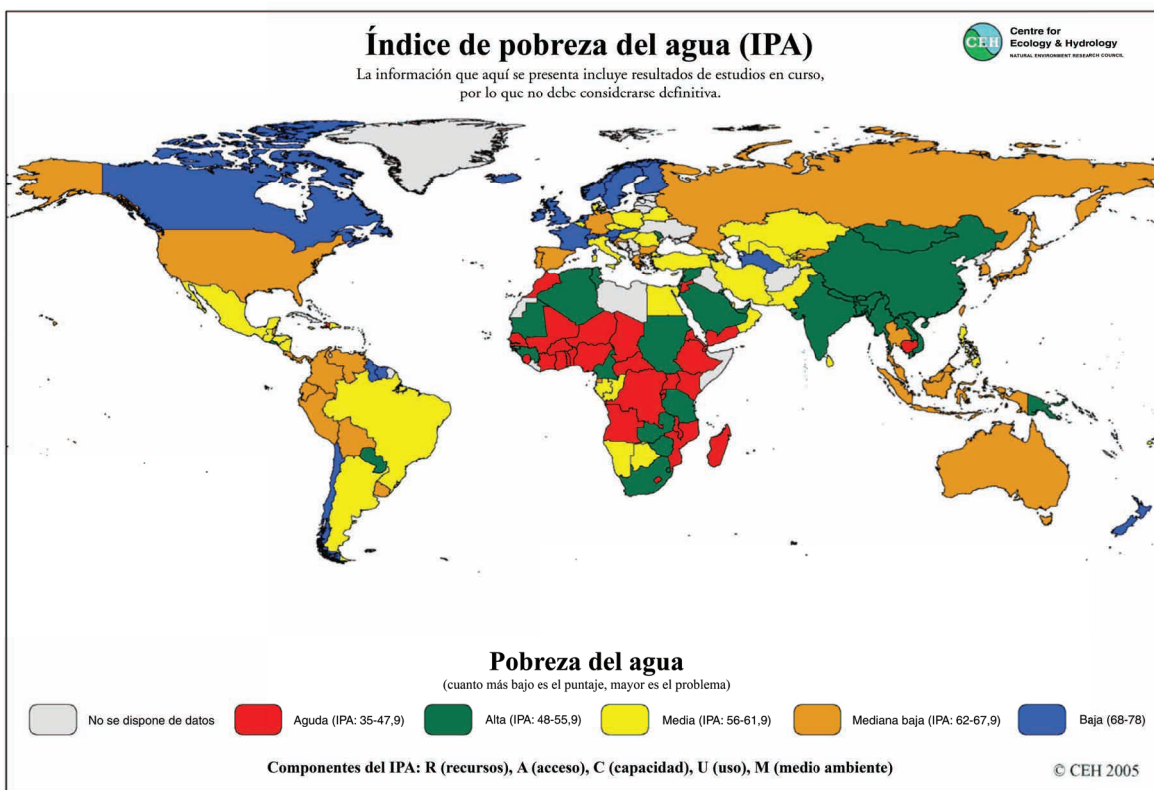 Índice de pobreza del agua (IPA)
La información que aquí se presenta incluye resultados de estudios en curso,
por lo que no debe considerarse definitiva.
CEH
Centre for
Ecology & Hydrology
NATURAL ENVIRONMENT RESEARCH COUNCIL
Pobreza del agua
(cuanto más bajo es el puntaje, mayor es el problema)
No se dispone de datos
Aguda (IPA: 35-47,9)
Alta (IPA: 48-55,9)
Media (IPA: 56-61,9)
Mediana baja (IPA: 62-67,9)
Baja (68-78)
Componentes del IPA: R (recursos), A (acceso), C (capacidad), U (uso), M (medio ambiente)
© CEH 2005